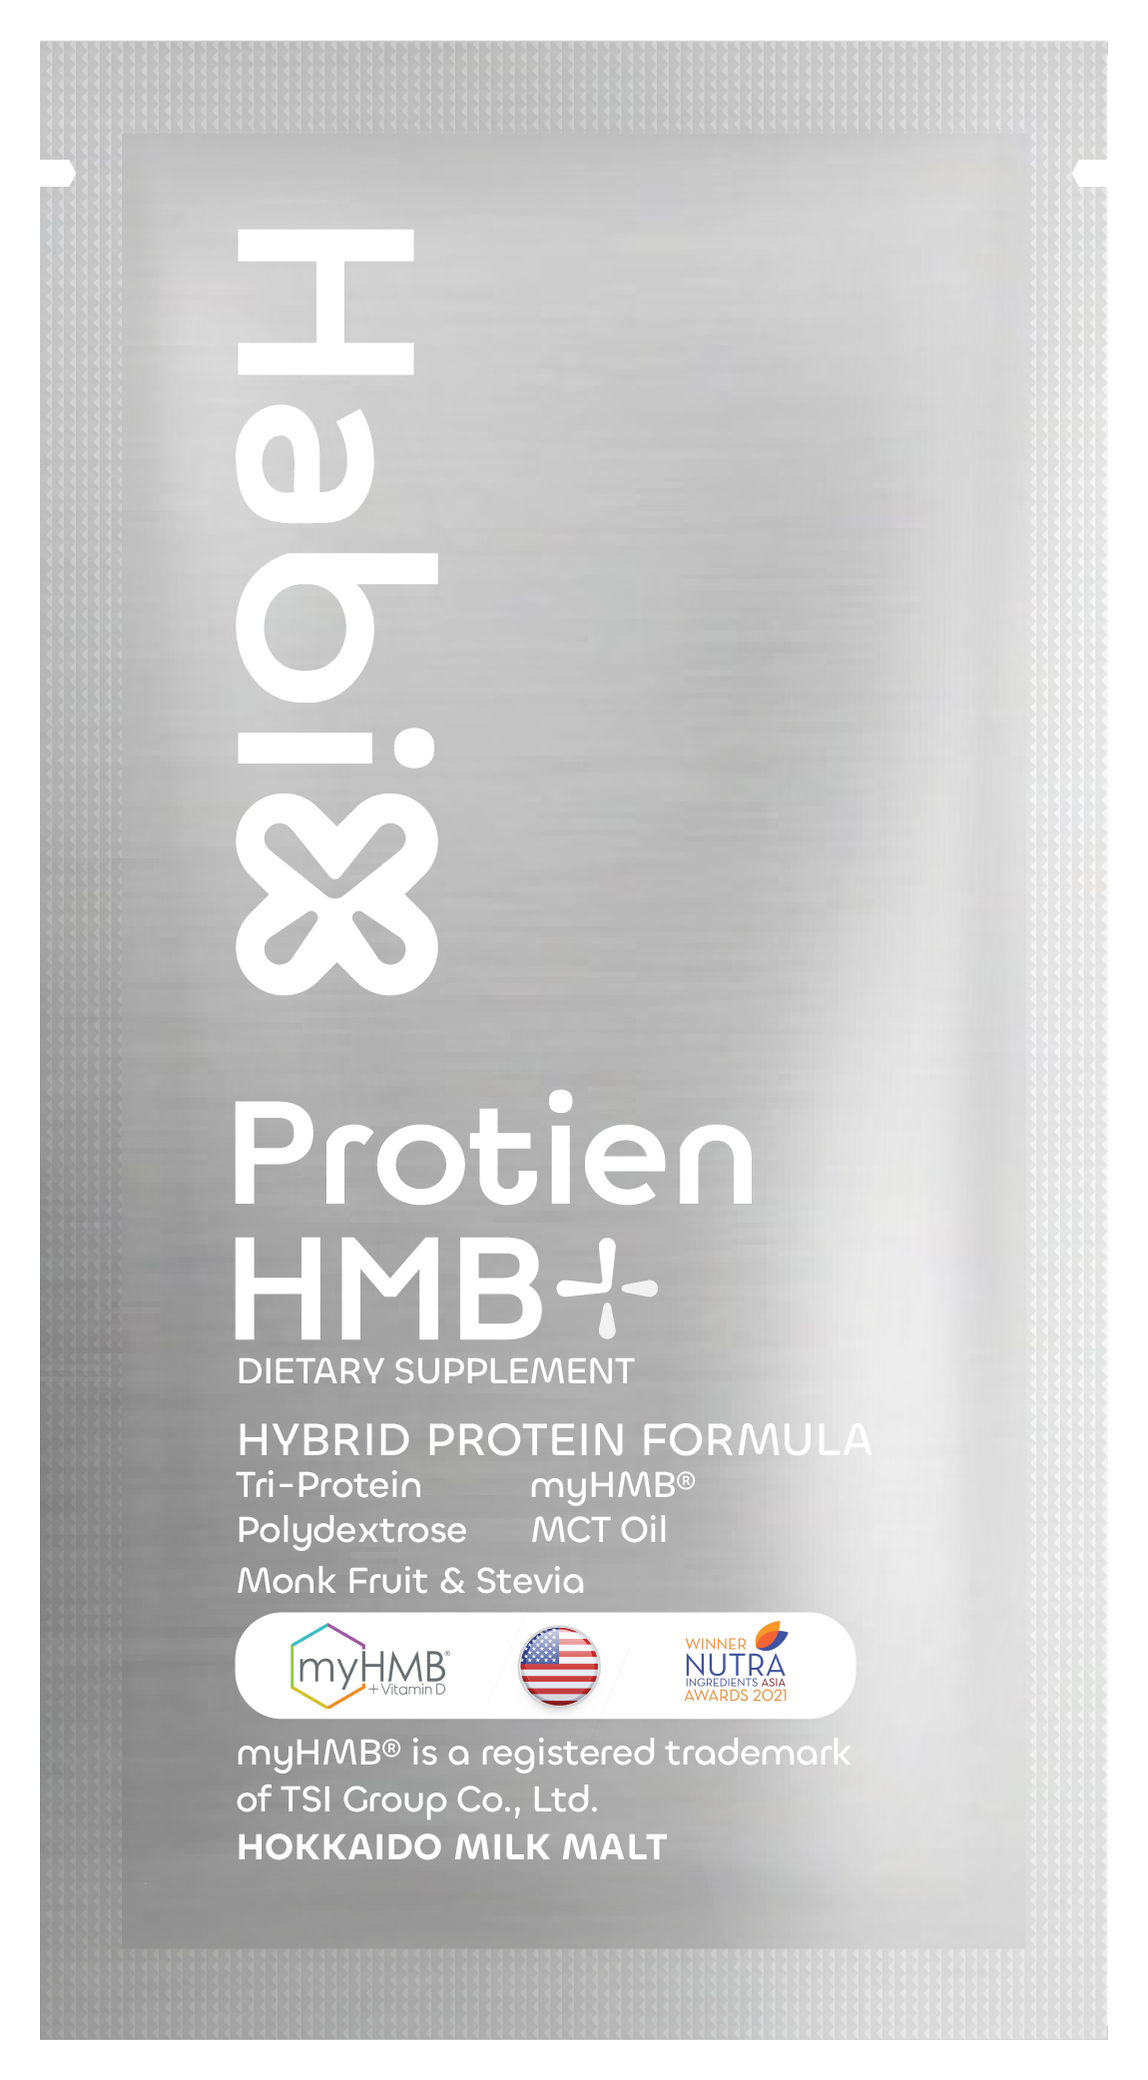 Habi
Protien
HMB+
DIETARY SUPPLEMENT
HYBRID PROTEIN FORMULA
Tri-Protein myHMB®
Polydextrose MCT Oil
Monk Fruit & Stevia
myHMB®
+ Vitamin D
WINNER
NUTRA
INGREDIENTS ASIA
AWARDS 2021
myHMB® is a registered trademark
of TSI Group Co., Ltd.
HOKKAIDO MILK MALT